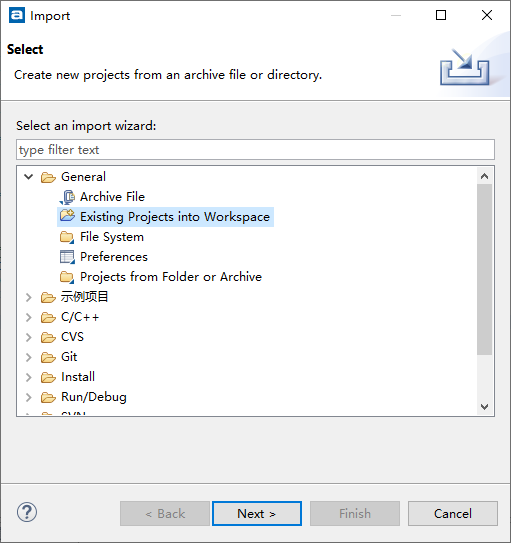 Import
Select
Create new projects from an archive file or directory.
Select an import wizard:
type filter text
General
Archive File
Existing Projects into Workspace
File System
Preferences
Projects from Folder or Archive
示例项目
C/C++
CVS
Git
Install
Run/Debug
SVN
< Back
Next >
Finish
Cancel